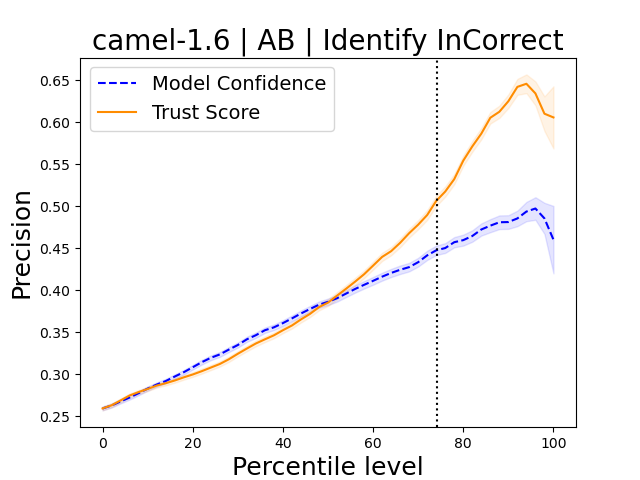 camel-1.6 | AB | Identify InCorrect
Model Confidence
Trust Score
Precision
0.65
0.60
0.55
0.50
0.45
0.40
0.35
0.30
0.25
0 20 40 60 80 100
Percentile level